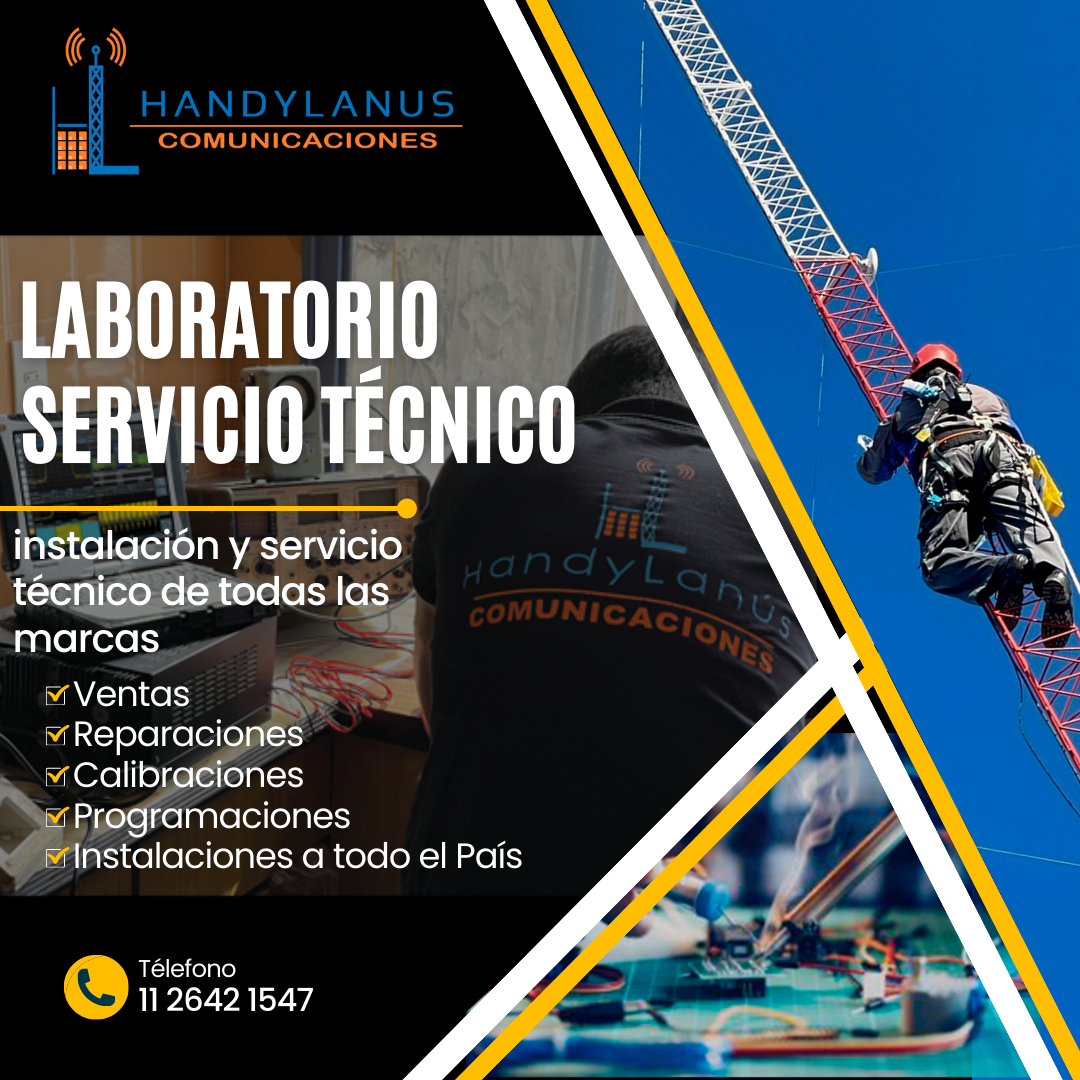 HANDYLANUS
COMUNICACIONES
LABORATORIO
SERVICIO TÉCNICO
instalación y servicio
técnico de todas las
marcas
Ventas
Reparaciones
Calibraciones
Programaciones
Instalaciones a todo el País
HandyLanús
COMUNICACIONES
Télefono
11 2642 1547